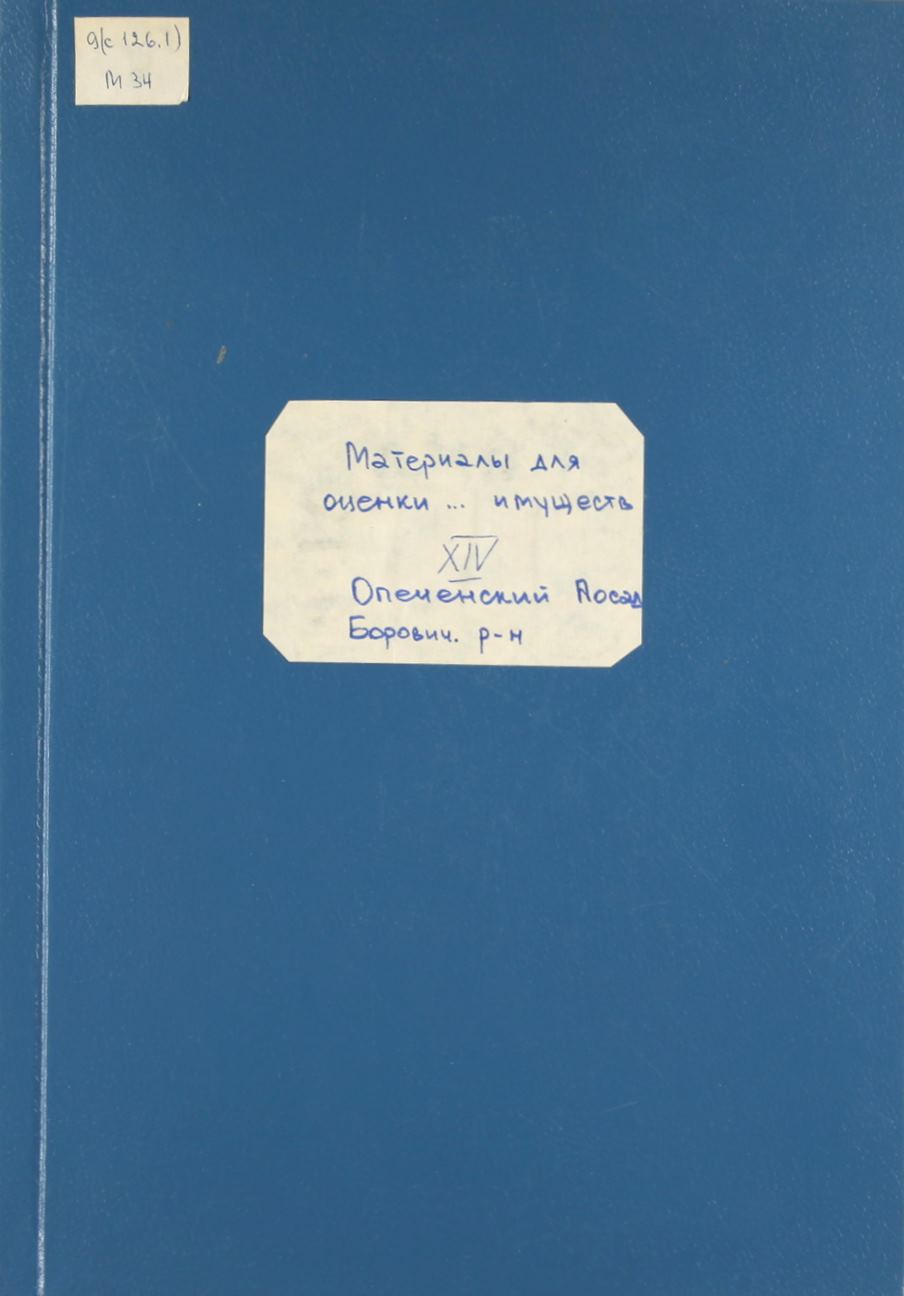 9(с 126.1)
М 34
Материалы для
оценки ... имуществ
XIV
Опеченский Посад
Борович. р-н